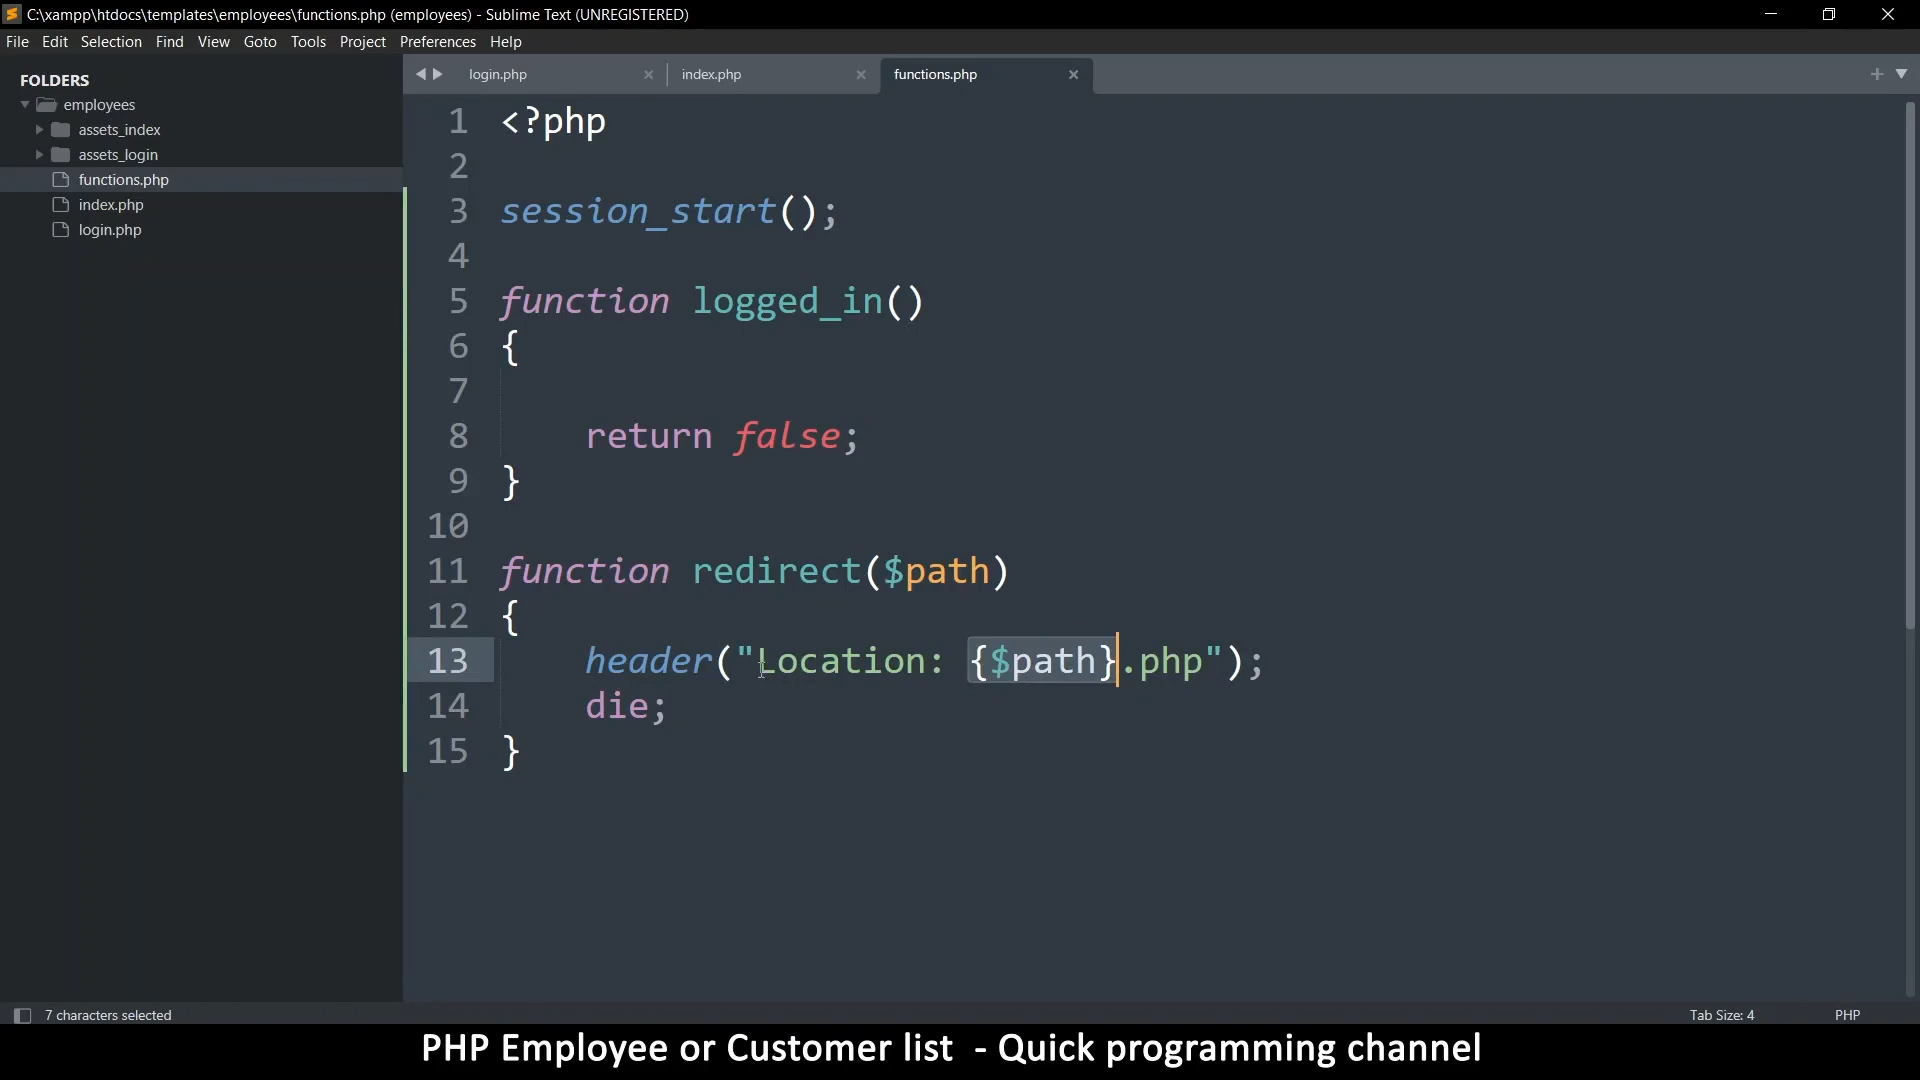 C:\xampp\htdocs\templates\employees\functions.php (employees) - Sublime Text (UNREGISTERED)
File Edit Selection Find View Goto Tools Project Preferences Help
FOLDERS
employees
assets_index
assets_login
functions.php
index.php
login.php
login.php index.php functions.php
1 <?php
2
3 session_start();
4
5 function logged_in()
6 {
7
8     return false;
9 }
10
11 function redirect($path)
12 {
13     header("Location: {$path}.php");
14     die;
15 }
7 characters selected
Tab Size: 4 PHP
PHP Employee or Customer list - Quick programming channel